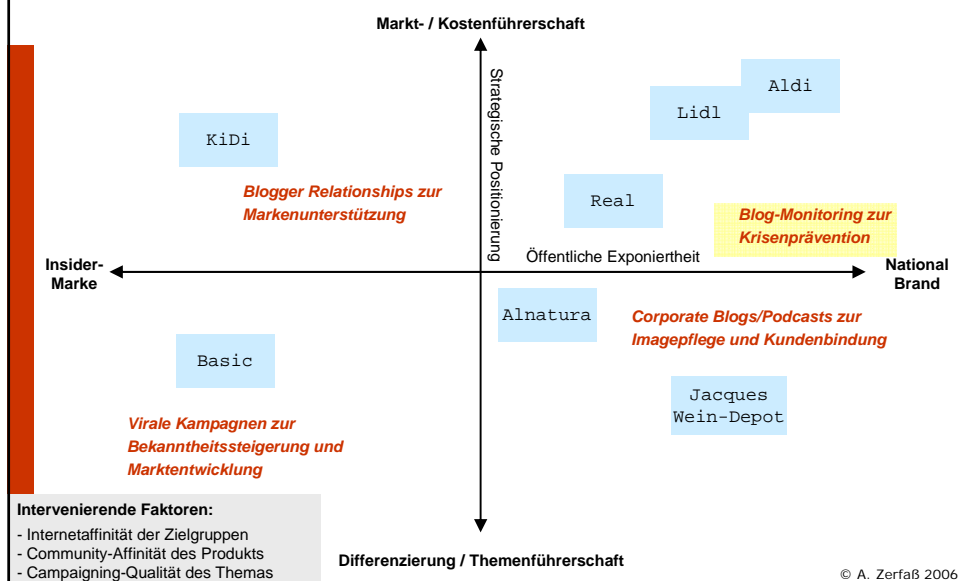 Markt- / Kostenführerschaft
Strategische Positionierung
Aldi
Lidl
KiDi
Blogger Relationships zur
Markenunterstützung
Real
Blog-Monitoring zur
Krisenprävention
Öffentliche Exponiertheit
Insider-
Marke
National
Brand
Alnatura
Corporate Blogs/Podcasts zur
Imagepflege und Kundenbindung
Basic
Jacques
Wein-Depot
Virale Kampagnen zur
Bekanntheitssteigerung und
Marktentwicklung
Intervenierende Faktoren:
- Internetaffinität der Zielgruppen
- Community-Affinität des Produkts
- Campaigning-Qualität des Themas
Differenzierung / Themenführerschaft
© A. Zerfaß 2006